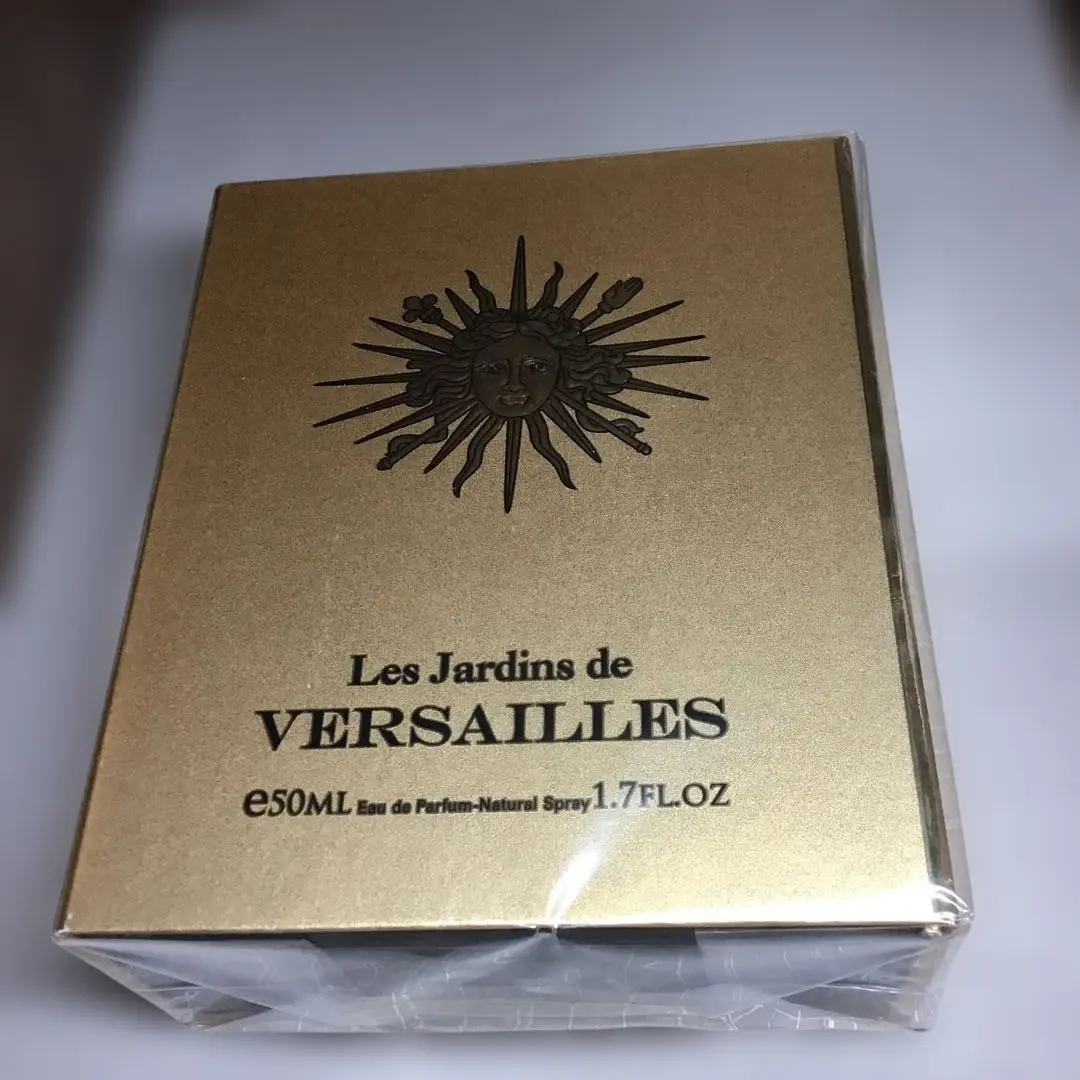 Les Jardins de
VERSAILLES
e50ML Eau de Parfum-Natural Spray 1.7FL.OZ